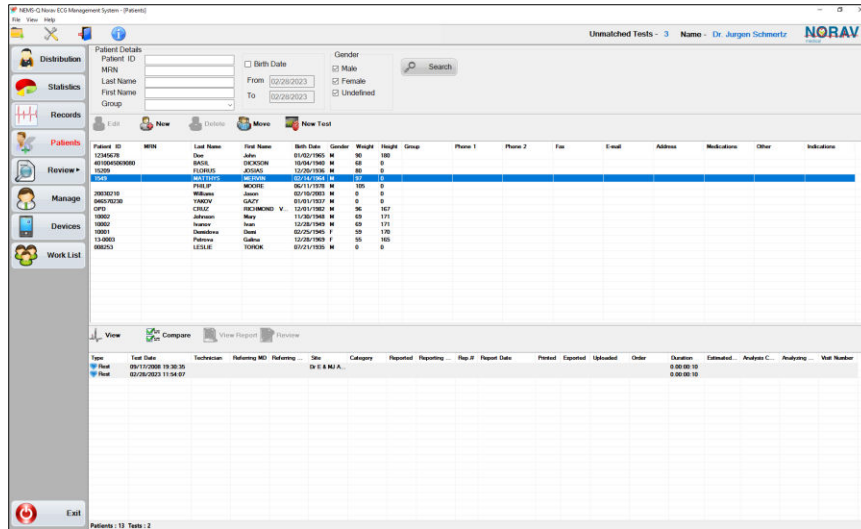 NEMS-Q Norav ECG Management System - [Patients]
File View Help
Unmatched Tests - 3 Name - Dr. Jurgen Schmertz NORAV
Distribution
Statistics
Records
Patients
Review
Manage
Devices
Work List
Exit
Patient Details
Patient ID
MRN
Last Name
First Name
Group
Birth Date
From 02/28/2023
To 02/28/2023
Gender
Male
Female
Undefined
Search
Edit New Delete Move New Test
Patient ID MRN Last Name First Name Birth Date Gender Weight Height Group Phone 1 Phone 2 Fax E-mail Address Medications Other Indications
12345678 Doe John 01/02/1965 M 90 180
4010045069080 BASIL DICKSON 10/04/1940 M 68 0
15209 FLORUS JOSIAS 12/20/1936 M 80 0
1549 MATTHYS MERVIN 02/14/1964 M 97 0
PHILIP MOORE 06/11/1978 M 105 0
20030210 Williams Jason 02/10/2003 M 0 0
046570230 YAKOV GAZY 01/01/1937 M 0 0
OPD CRUZ RICHMOND V... 12/01/1982 M 96 167
10002 Johnson Mary 11/30/1948 M 69 171
10002 Ivanov Ivan 12/28/1949 M 69 171
10001 Demidova Demi 02/25/1945 F 59 170
13-0003 Petrova Galina 12/28/1969 F 55 165
008253 LESLIE TOROK 07/21/1935 M 0 0
View Compare View Report Review
Type Test Date Technician Referring MD Referring ... Site Category Reported Reporting ... Rep.# Report Date Printed Exported Uploaded Order Duration Estimated... Analysis C... Analyzing ... Visit Number
Rest 09/17/2008 19:30:35 Dr E & MJ A... 0.00:00:10
Rest 02/28/2023 11:54:07 0.00:00:10
Patients : 13 Tests : 2